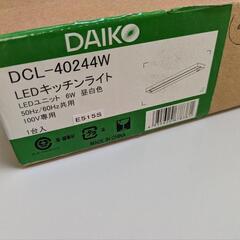 DAIKO
DCL-40244W
LEDキッチンライト
LEDユニット 6W 昼白色
50Hz/60Hz共用
100V専用
1台入
E515S
MADE IN CHINA